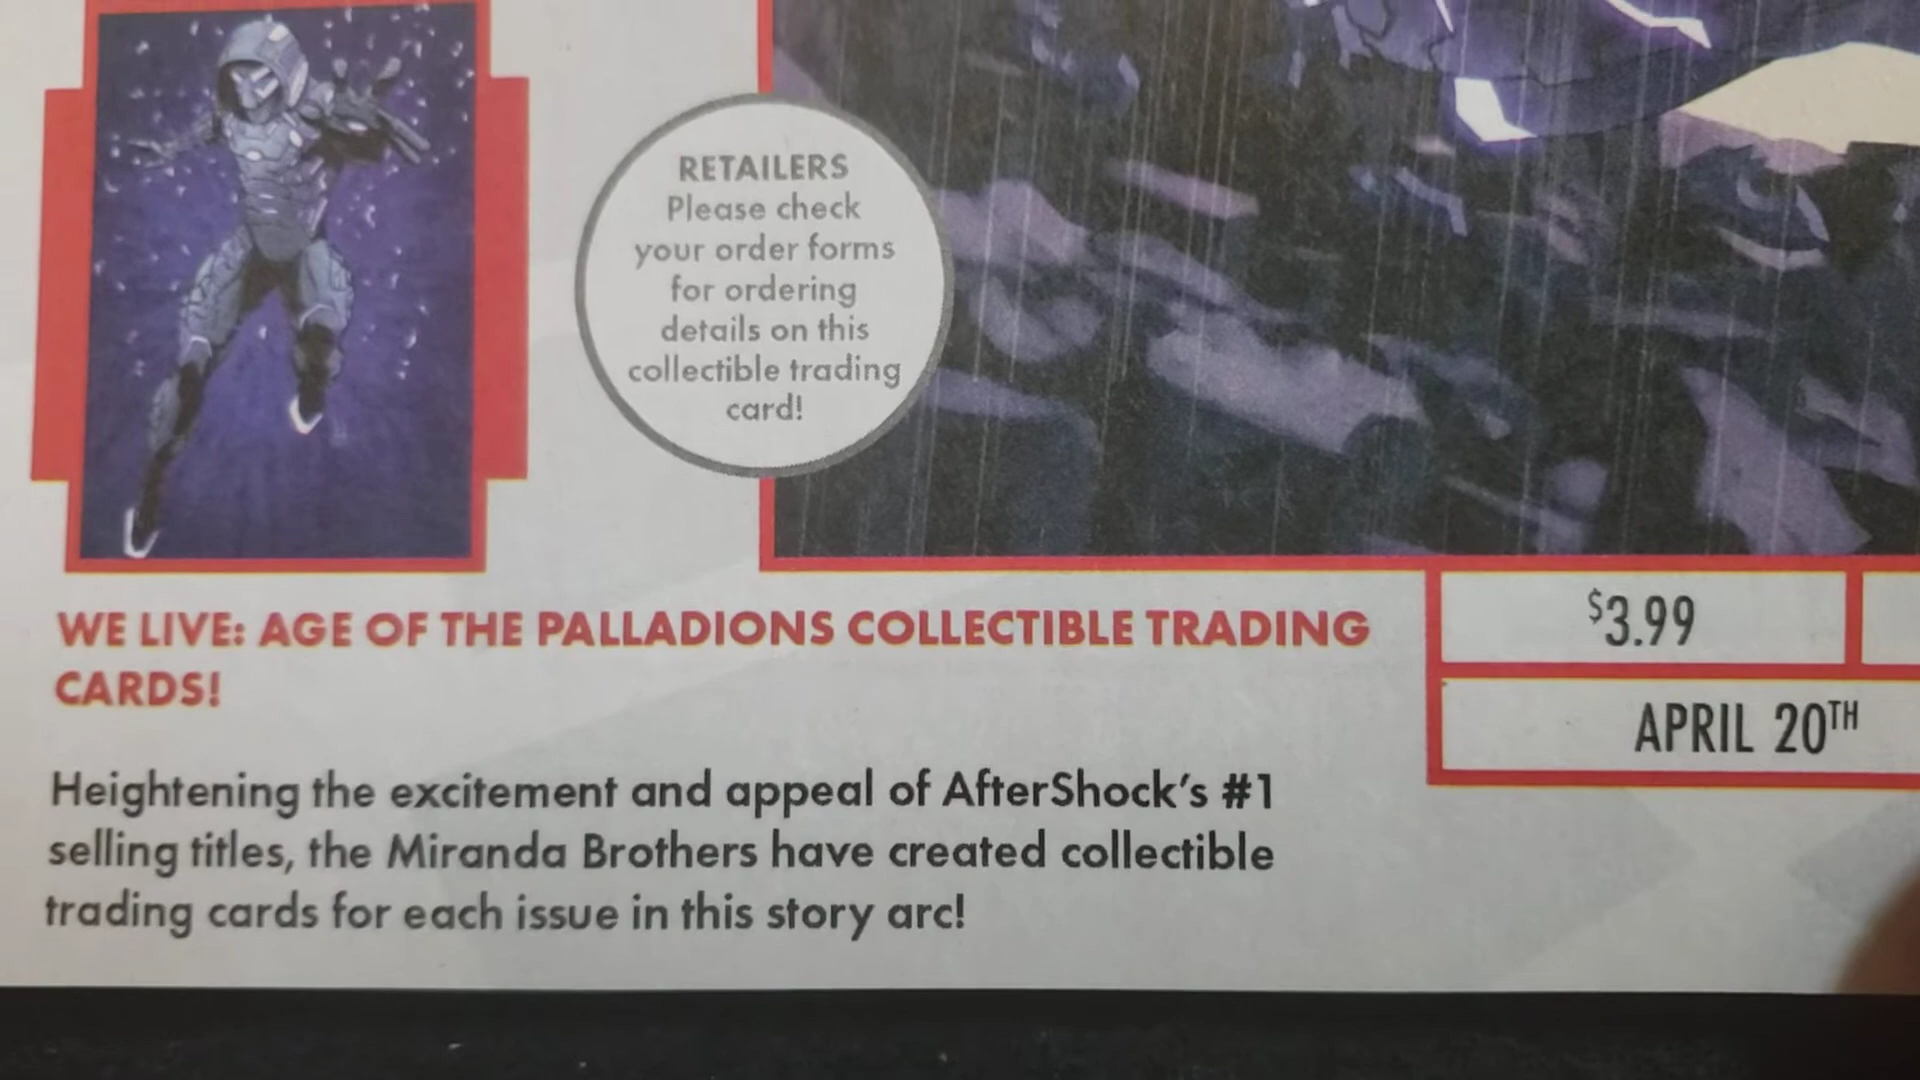 RETAILERS
Please check
your order forms
for ordering
details on this
collectible trading
card!
WE LIVE: AGE OF THE PALLADIONS COLLECTIBLE TRADING
CARDS!
Heightening the excitement and appeal of AfterShock's #1
selling titles, the Miranda Brothers have created collectible
trading cards for each issue in this story arc!
$3.99
APRIL 20TH